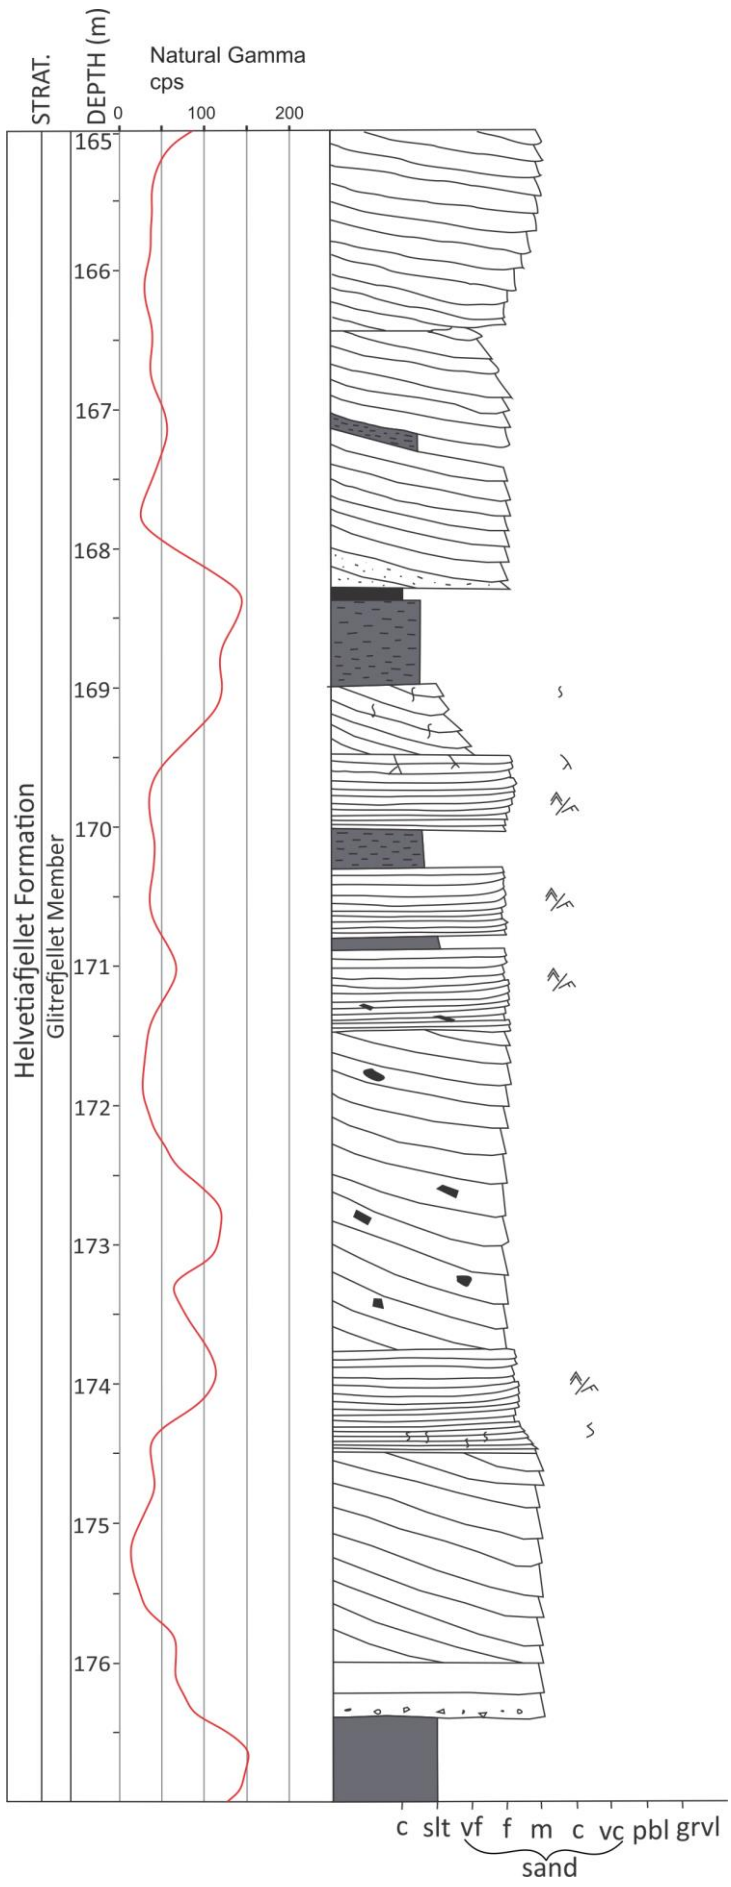 STRAT.
DEPTH (m)
Natural Gamma
cps
0 100 200
165
166
167
168
169
170
171
172
173
174
175
176
Helvetiafjellet Formation
Glitrefjellet Member
c slt vf f m c vc pbl grvl
sand